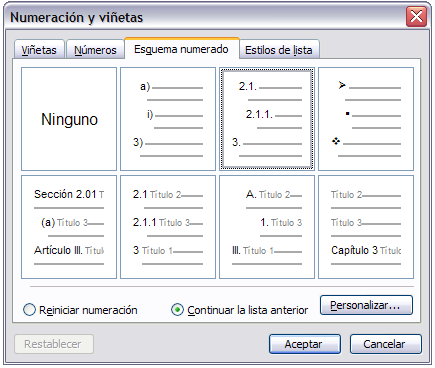 Numeración y viñetas
Viñetas Números Esquema numerado Estilos de lista
Ninguno
a)
i)
3)
2.1.
2.1.1.
3.
Sección 2.01 T
(a) Título 3
Artículo III. Títul
2.1 Título 2
2.1.1 Título 3
3 Título 1
A. Título 2
1. Título 3
III. Título 1
Título 2
Título 3
Capítulo 3 Título
Reiniciar numeración Continuar la lista anterior Personalizar...
Restablecer Aceptar Cancelar